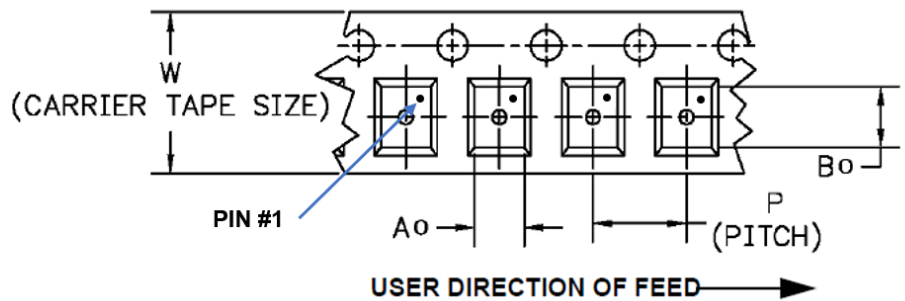 W
(CARRIER TAPE SIZE)
PIN #1
Ao
P
(PITCH)
Bo
USER DIRECTION OF FEED